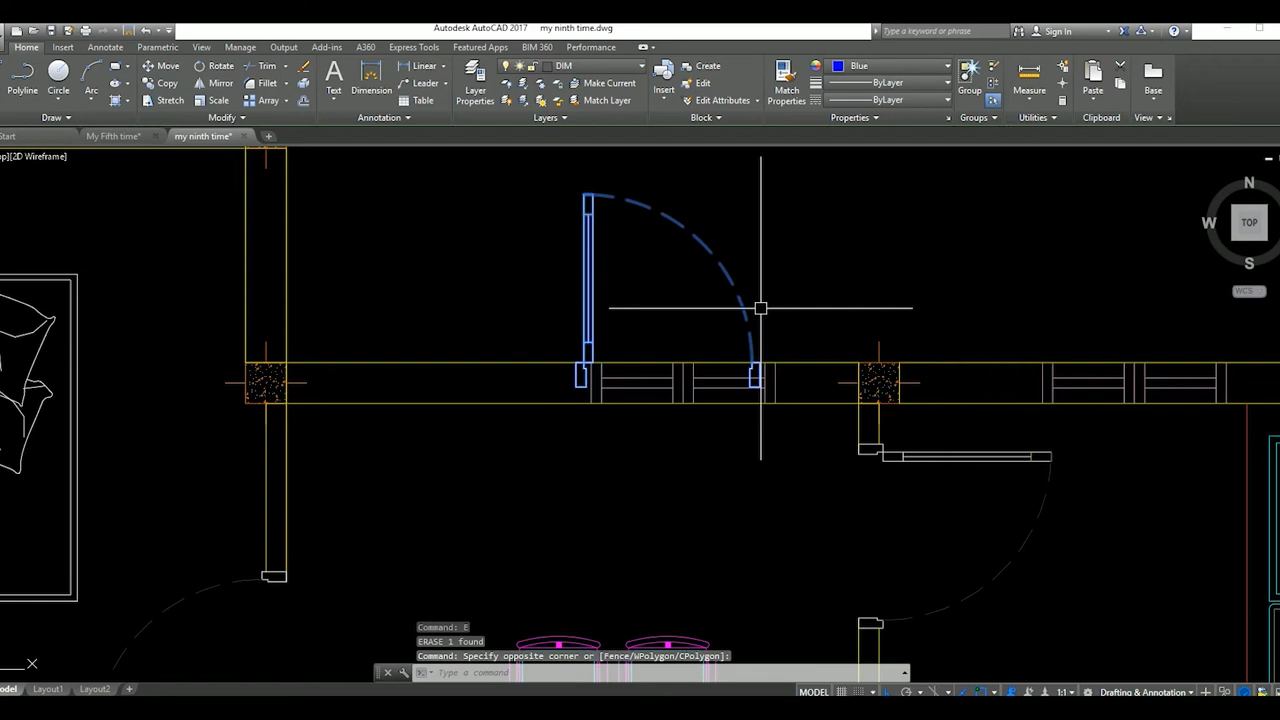 Autodesk AutoCAD 2017 my ninth time.dwg
Type a keyword or phrase
Sign In
Home Insert Annotate Parametric View Manage Output Add-ins A360 Express Tools Featured Apps BIM 360 Performance
Move Rotate Trim
Linear
DIM
Create
Blue
Polyline Circle Arc
Copy Mirror Fillet
Text Dimension
Leader
Layer Properties
Make Current
Insert
Edit
Match Properties
ByLayer
Group
Measure
Paste
Base
Stretch Scale Array
Table
Match Layer
Edit Attributes
ByLayer
Draw Modify Annotation Layers Block Properties Groups Utilities Clipboard View
Start My Fifth time* my ninth time*
op][2D Wireframe]
N
W TOP
S
WCS
Command: E
ERASE 1 found
Command: Specify opposite corner or [Fence/WPolygon/CPolygon]:
Type a command
Model Layout1 Layout2
MODEL 1:1 Drafting & Annotation